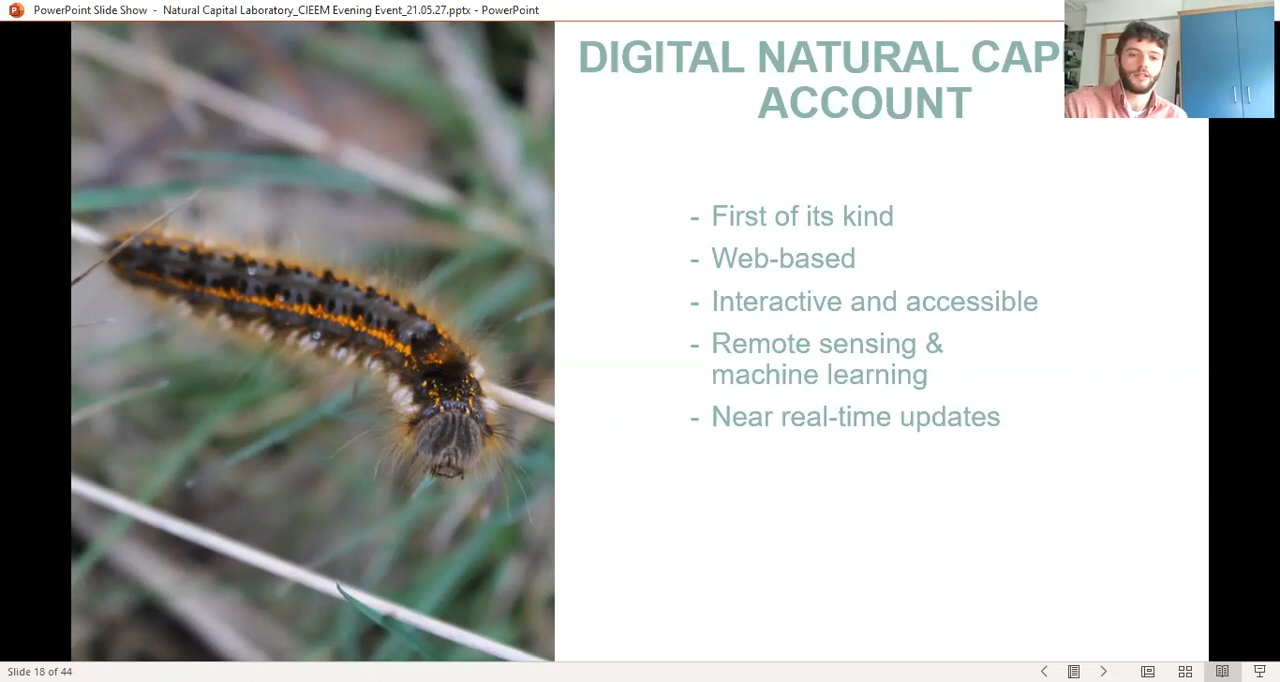 PowerPoint Slide Show - Natural Capital Laboratory_CIEEM Evening Event_21.05.27.pptx - PowerPoint
DIGITAL NATURAL CAP
ACCOUNT
- First of its kind
- Web-based
- Interactive and accessible
- Remote sensing &
machine learning
- Near real-time updates
Slide 18 of 44